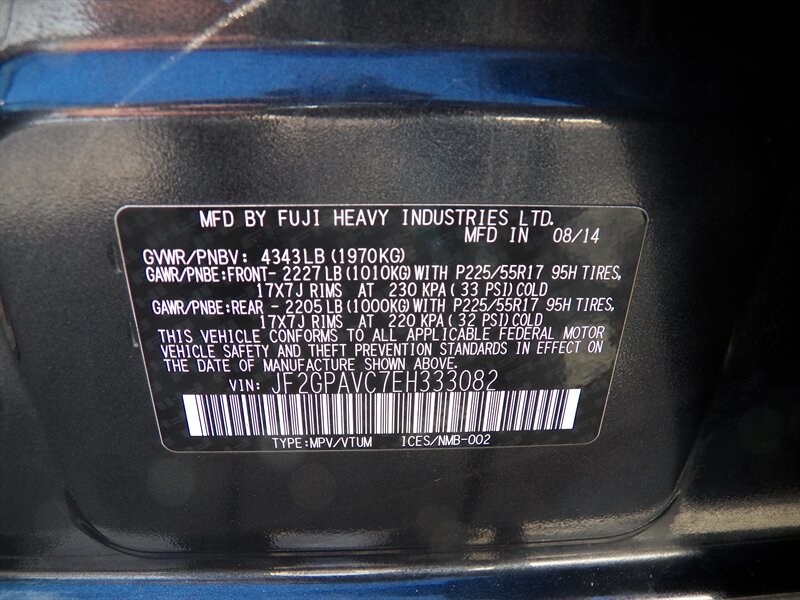 MFD BY FUJI HEAVY INDUSTRIES LTD.
MFD IN 08/14
GVWR/PNBV: 4343LB (1970KG)
GAWR/PNBE:FRONT- 2227LB (1010KG) WITH P225/55R17 95H TIRES,
17X7J RIMS AT 230 KPA ( 33 PSI) COLD
GAWR/PNBE:REAR - 2205LB (1000KG) WITH P225/55R17 95H TIRES,
17X7J RIMS AT 220 KPA ( 32 PSI) COLD
THIS VEHICLE CONFORMS TO ALL APPLICABLE FEDERAL MOTOR
VEHICLE SAFETY AND THEFT PREVENTION STANDARDS IN EFFECT ON
THE DATE OF MANUFACTURE SHOWN ABOVE.
VIN: JF2GPAVC7EH333082
TYPE:MPV/VTUM ICES/NMB-002